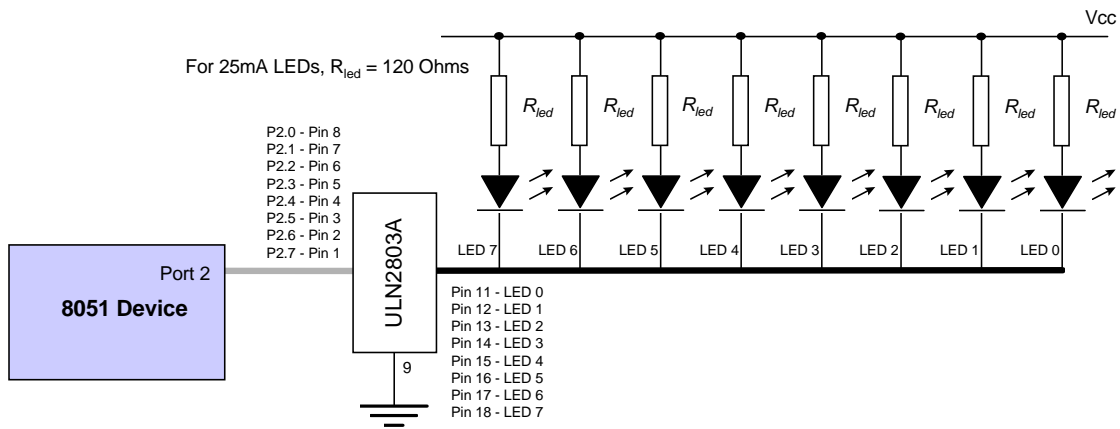 Vcc
For 25mA LEDs, Rled = 120 Ohms
Rled
Rled
Rled
Rled
Rled
Rled
Rled
Rled
P2.0 - Pin 8
P2.1 - Pin 7
P2.2 - Pin 6
P2.3 - Pin 5
P2.4 - Pin 4
P2.5 - Pin 3
P2.6 - Pin 2
P2.7 - Pin 1
LED 7
LED 6
LED 5
LED 4
LED 3
LED 2
LED 1
LED 0
Port 2
8051 Device
ULN2803A
9
Pin 11 - LED 0
Pin 12 - LED 1
Pin 13 - LED 2
Pin 14 - LED 3
Pin 15 - LED 4
Pin 16 - LED 5
Pin 17 - LED 6
Pin 18 - LED 7